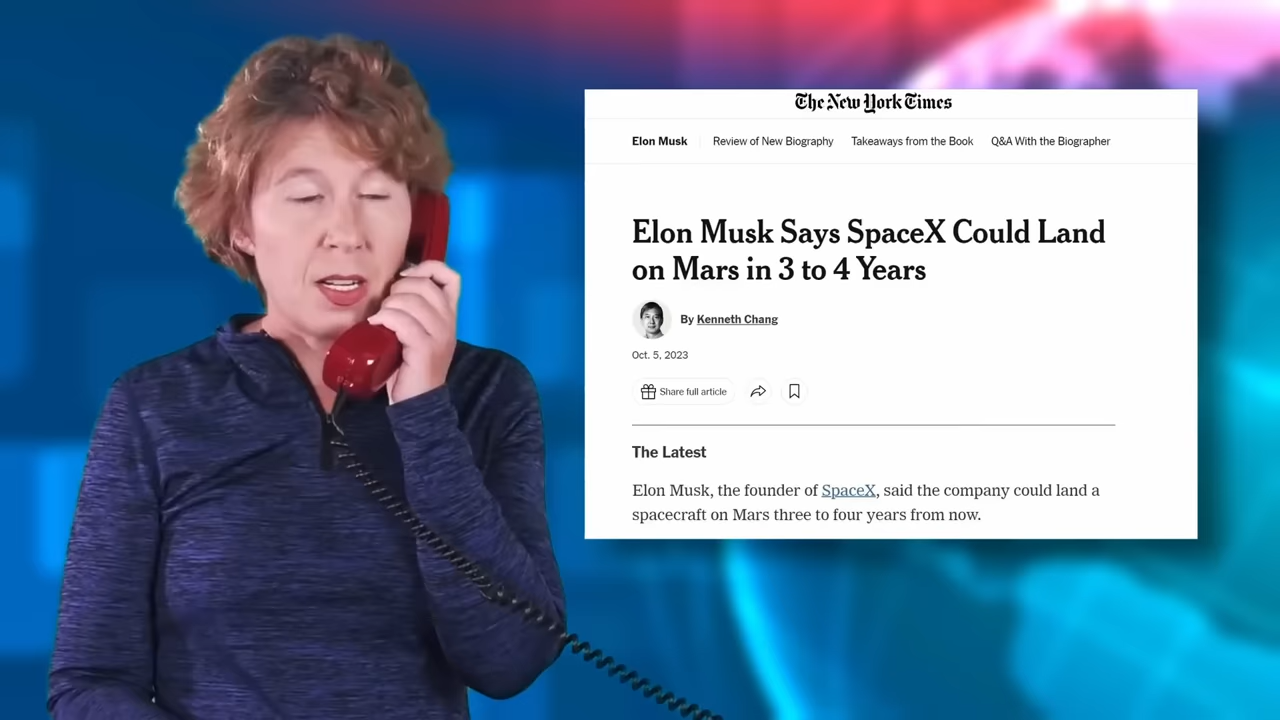 The New York Times
Elon Musk Review of New Biography Takeaways from the Book Q&A With the Biographer
Elon Musk Says SpaceX Could Land
on Mars in 3 to 4 Years
By Kenneth Chang
Oct. 5, 2023
Share full article
The Latest
Elon Musk, the founder of SpaceX, said the company could land a
spacecraft on Mars three to four years from now.